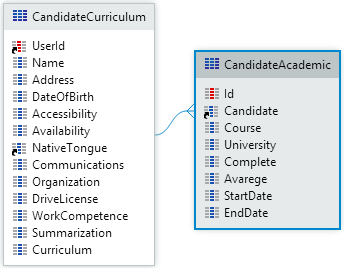 CandidateCurriculum
UserId
Name
Address
DateOfBirth
Accessibility
Availability
NativeTongue
Communications
Organization
DriveLicense
WorkCompetence
Summarization
Curriculum
CandidateAcademic
Id
Candidate
Course
University
Complete
Avarege
StartDate
EndDate